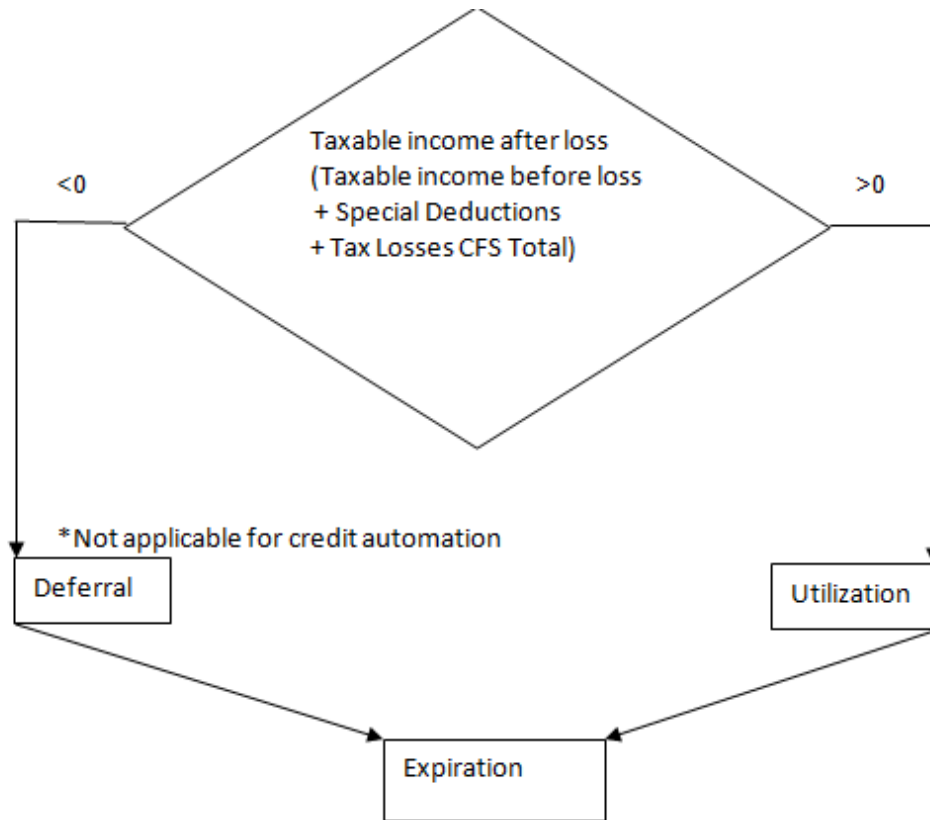 Taxable income after loss
(Taxable income before loss
+ Special Deductions
+ Tax Losses CFS Total)
<0
>0
*Not applicable for credit automation
Deferral
Utilization
Expiration